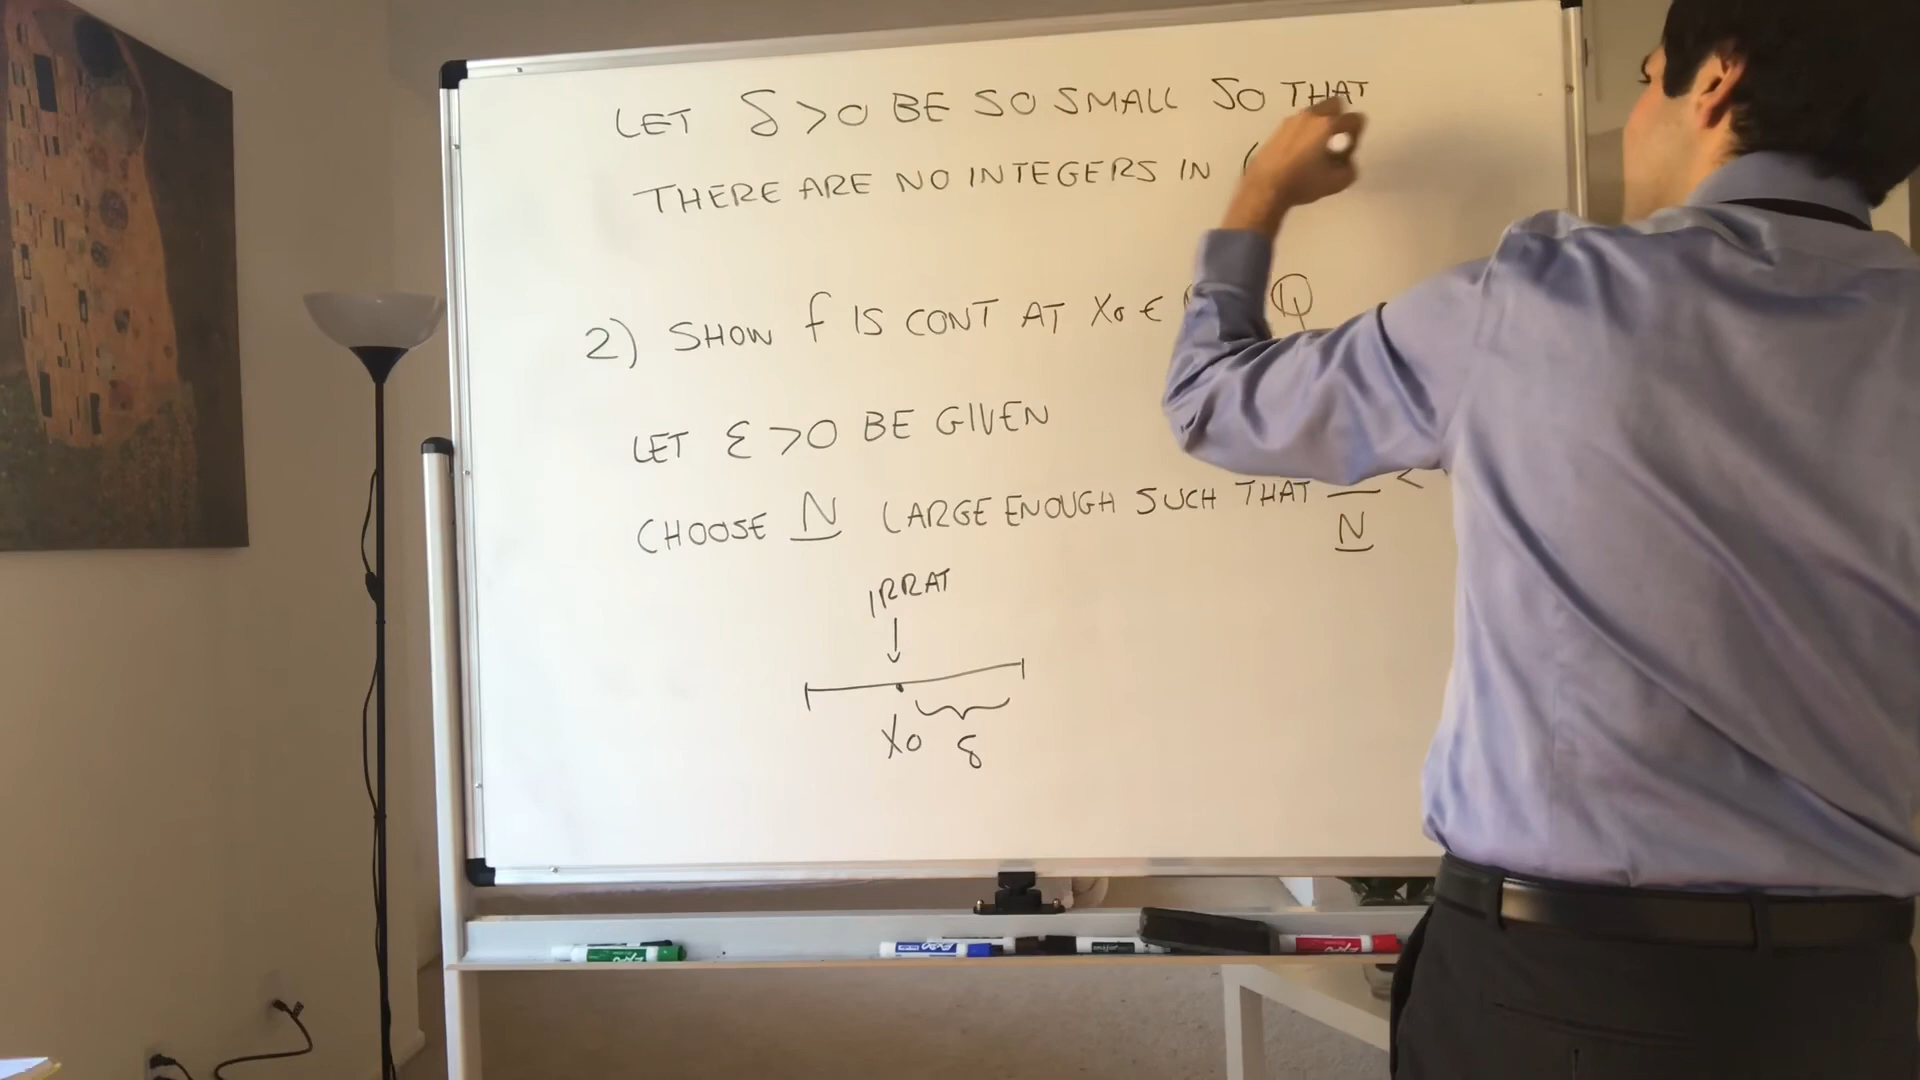 LET δ > 0 BE SO SMALL SO THAT
THERE ARE NO INTEGERS IN (
2) SHOW f IS CONT AT X₀ ∈ ℚ
LET ε > 0 BE GIVEN
CHOOSE N LARGE ENOUGH SUCH THAT — <
N
IRRAT
↓
X₀ δ
EXPO